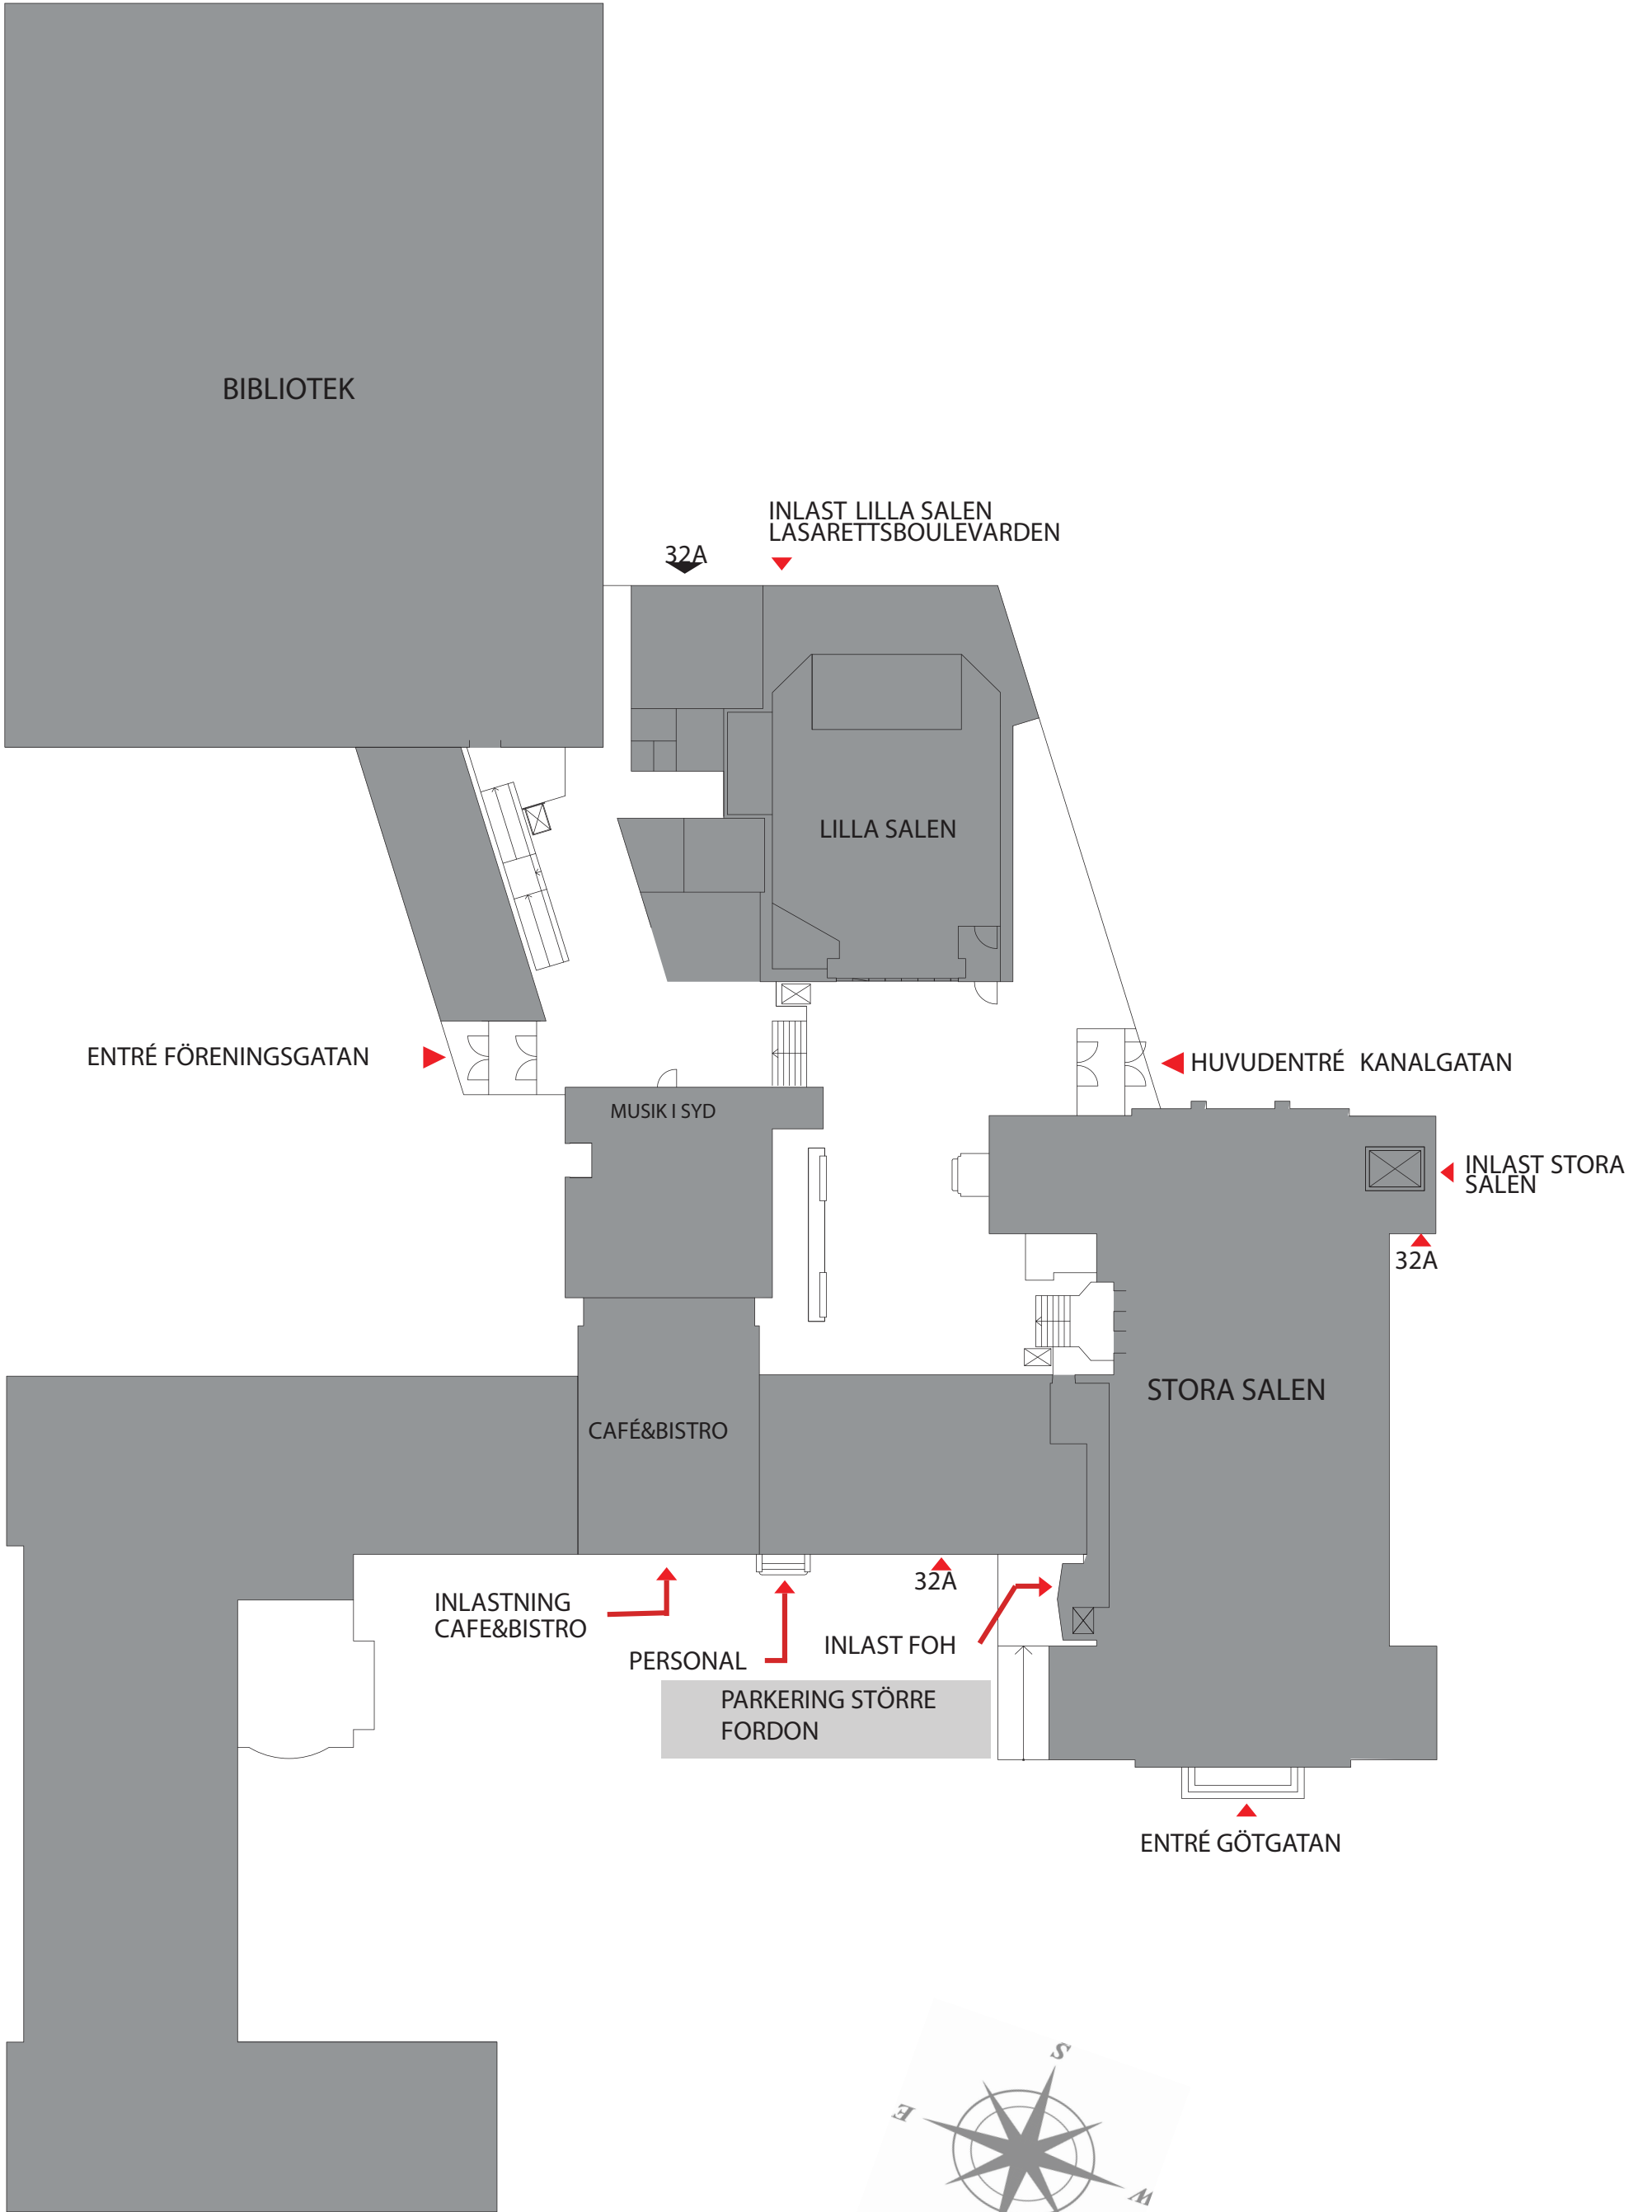 BIBLIOTEK
INLAST LILLA SALEN
LASARETTSBOULEVARDEN
32A
LILLA SALEN
ENTRÉ FÖRENINGSGATAN
HUVUDENTRÉ KANALGATAN
MUSIK I SYD
INLAST STORA
SALEN
32A
STORA SALEN
CAFÉ&BISTRO
32A
INLASTNING
CAFE&BISTRO
INLAST FOH
PERSONAL
PARKERING STÖRRE
FORDON
ENTRÉ GÖTGATAN
S
E
W